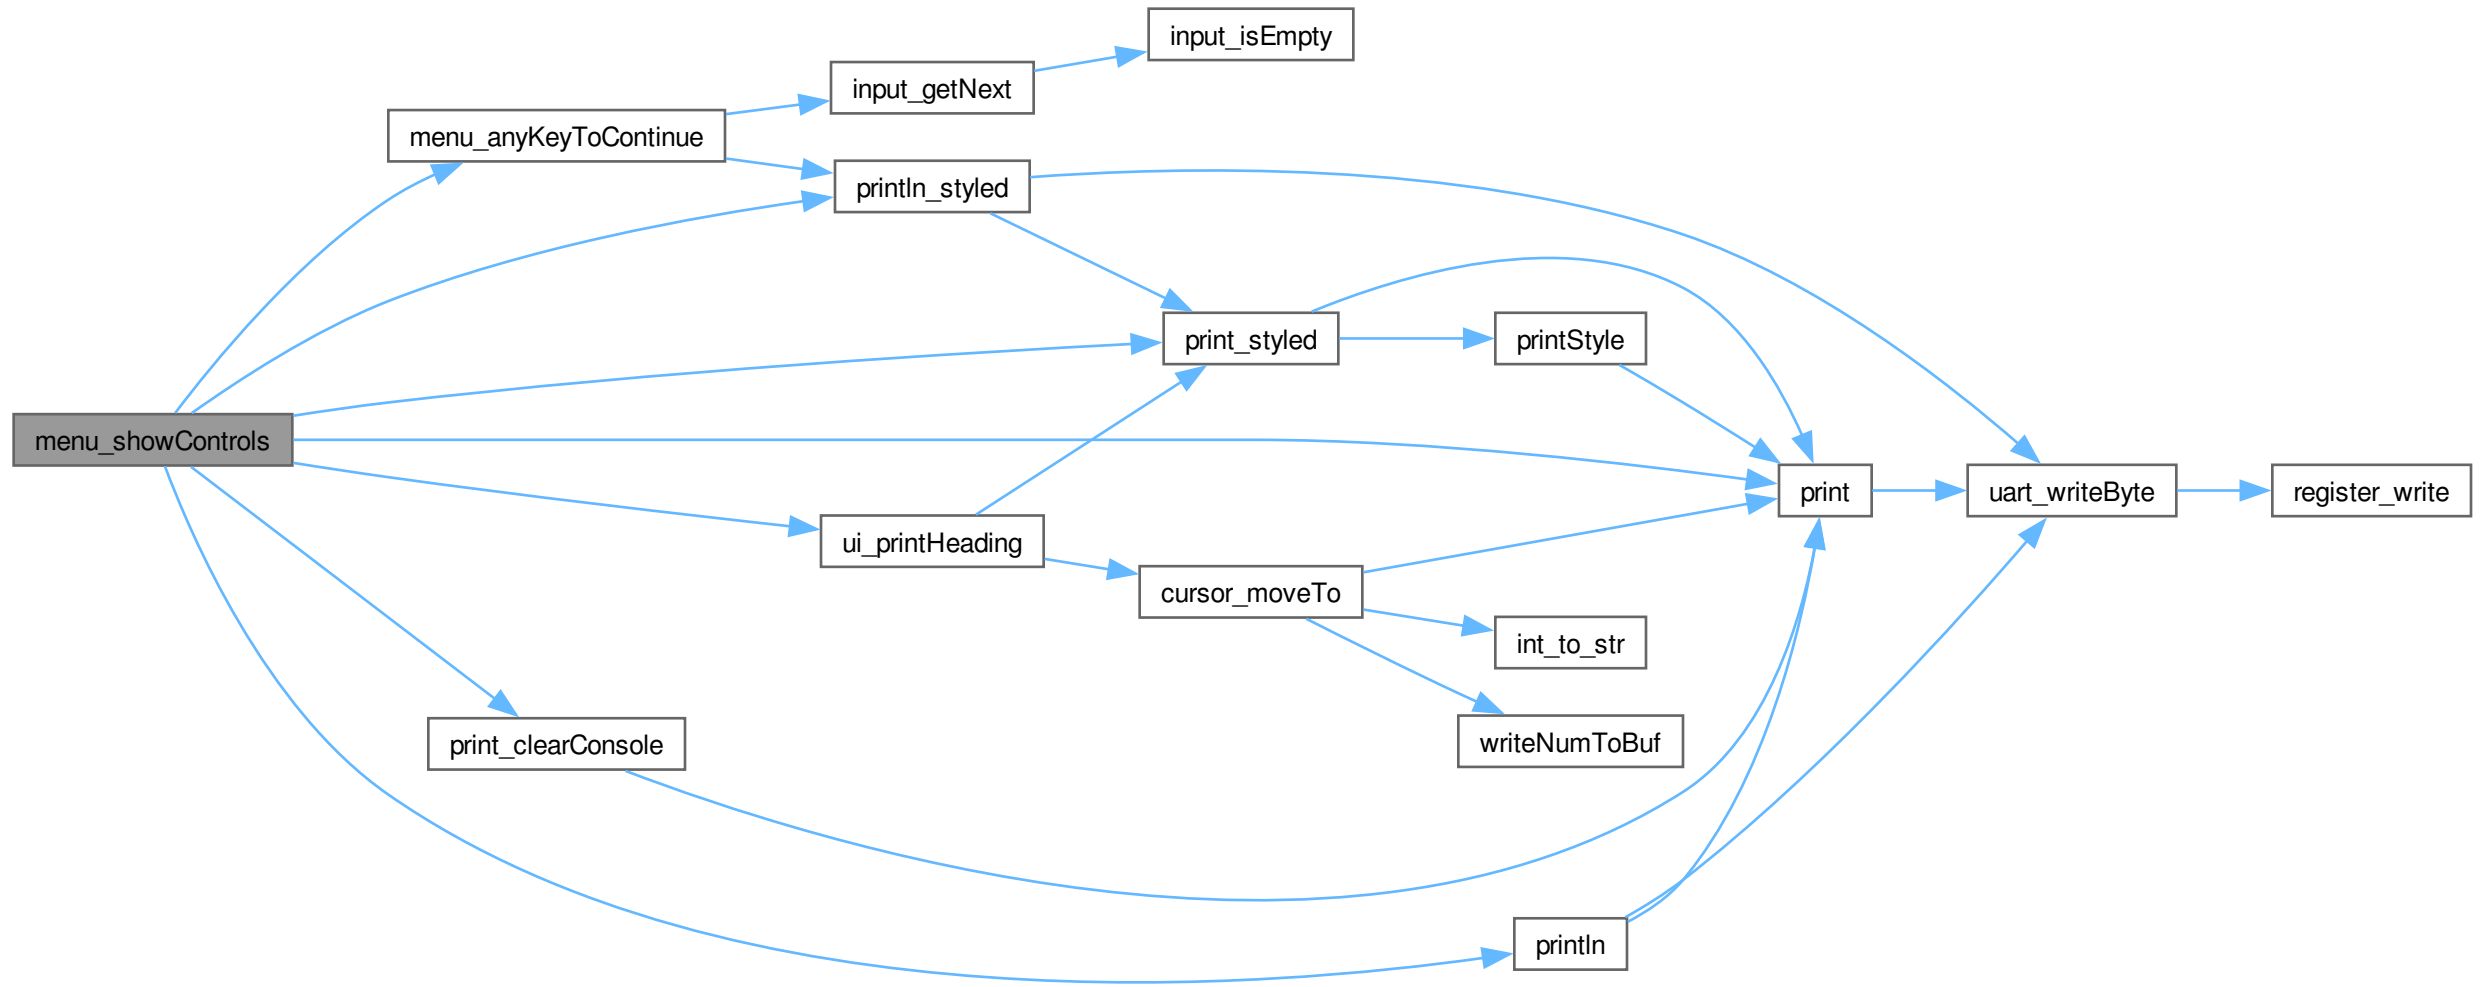 input_isEmpty
input_getNext
menu_anyKeyToContinue
println_styled
print_styled
printStyle
menu_showControls
print
uart_writeByte
register_write
ui_printHeading
cursor_moveTo
int_to_str
print_clearConsole
writeNumToBuf
println